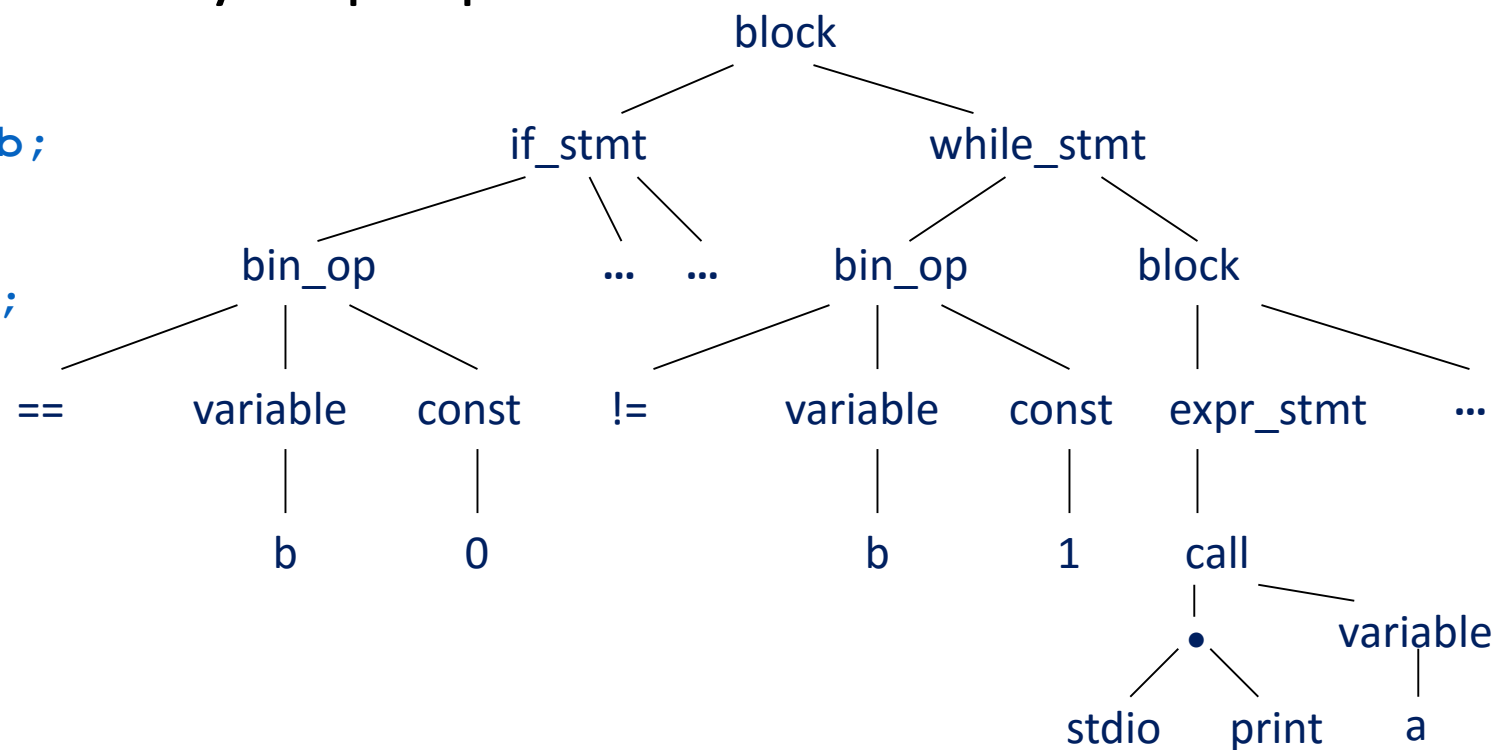 block
b;
if_stmt while_stmt
bin_op ... ... bin_op block
;
== variable const != variable const expr_stmt ...
b 0 b 1 call
• variable
stdio print a